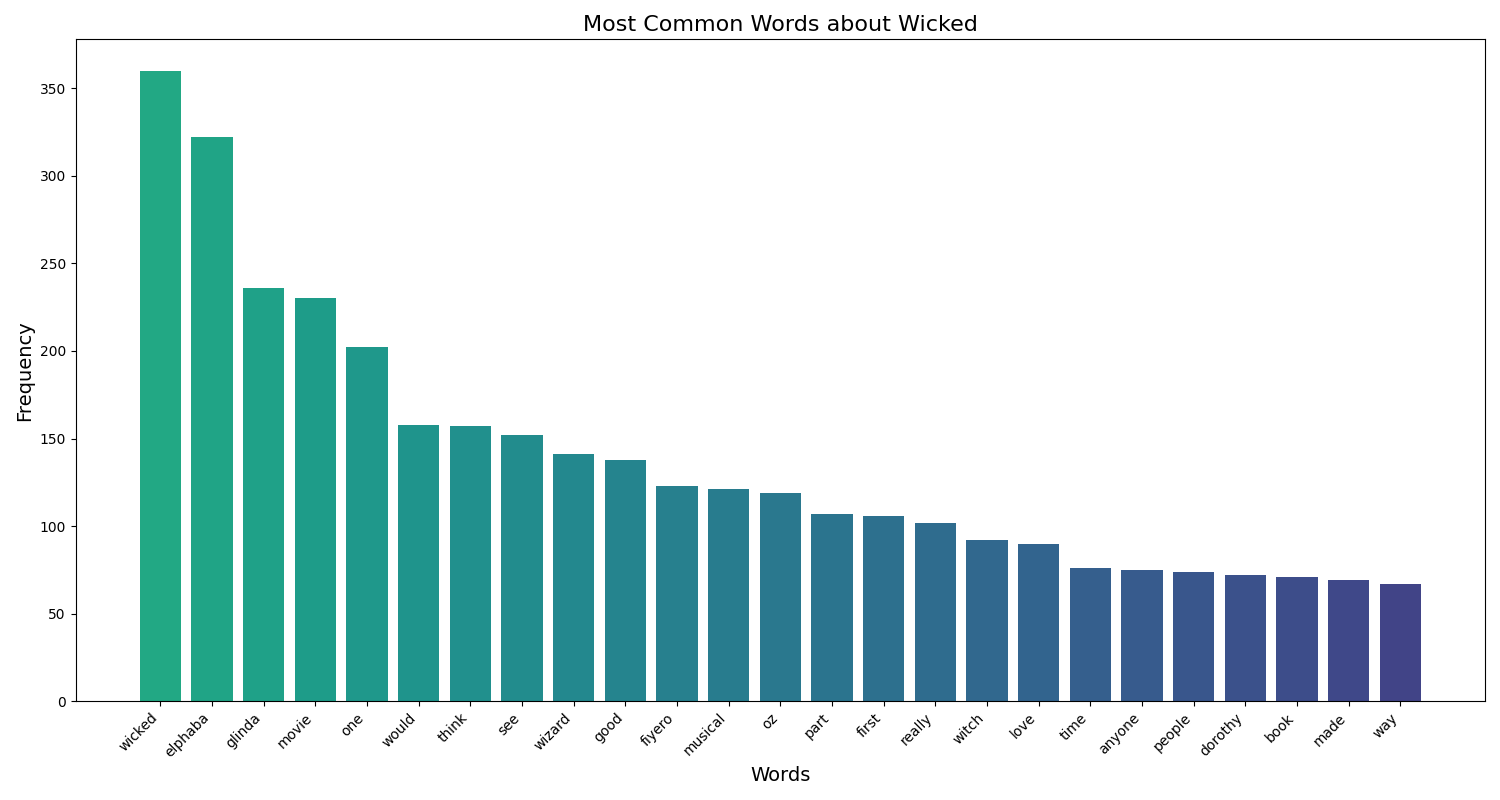 Most Common Words about Wicked
Frequency
350
300
250
200
150
100
50
0
wicked
elphaba
glinda
movie
one
would
think
see
wizard
good
fiyero
musical
oz
part
first
really
witch
love
time
anyone
people
dorothy
book
made
way
Words